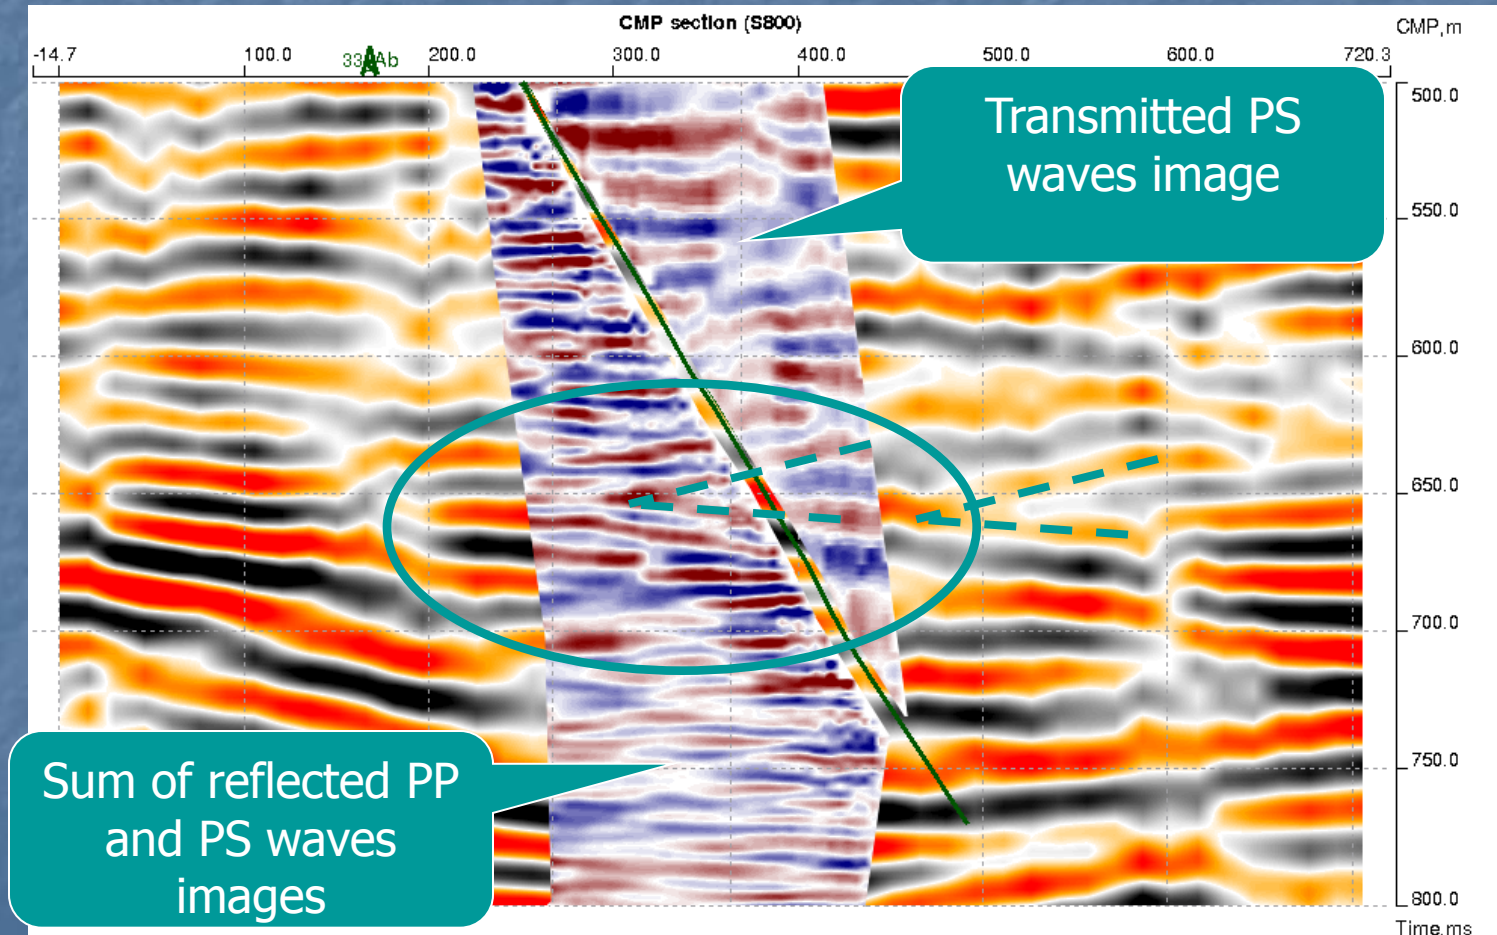 CMP section (S800)
CMP,m
-14.7 100.0 200.0 300.0 400.0 500.0 600.0 720.3
Transmitted PS
waves image
500.0
550.0
600.0
650.0
700.0
750.0
800.0
Time,ms
Sum of reflected PP
and PS waves
images